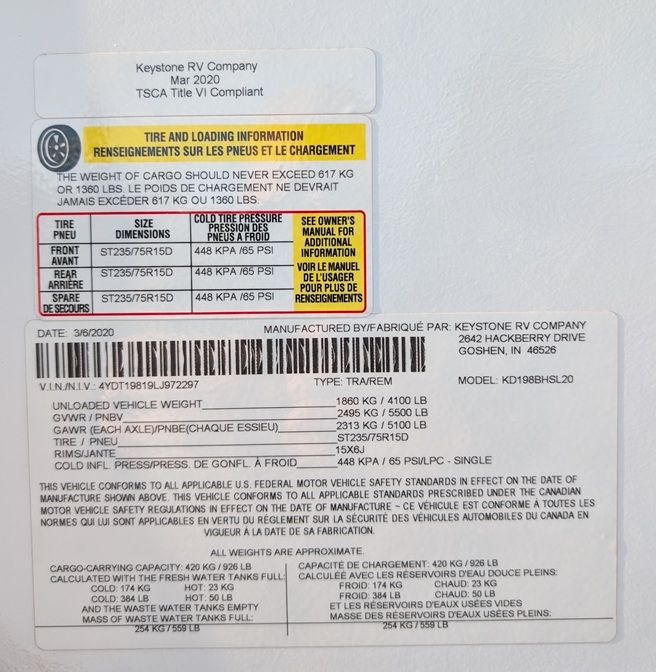 Keystone RV Company
Mar 2020
TSCA Title VI Compliant
TIRE AND LOADING INFORMATION
RENSEIGNEMENTS SUR LES PNEUS ET LE CHARGEMENT
THE WEIGHT OF CARGO SHOULD NEVER EXCEED 617 KG
OR 1360 LBS. LE POIDS DE CHARGEMENT NE DEVRAIT
JAMAIS EXCÉDER 617 KG OU 1360 LBS.
TIRE PNEU SIZE DIMENSIONS COLD TIRE PRESSURE PRESSION DES PNEUS A FROID
FRONT AVANT ST235/75R15D 448 KPA /65 PSI
REAR ARRIÈRE ST235/75R15D 448 KPA /65 PSI
SPARE DE SECOURS ST235/75R15D 448 KPA /65 PSI
SEE OWNER'S
MANUAL FOR
ADDITIONAL
INFORMATION
VOIR LE MANUEL
DE L'USAGER
POUR PLUS DE
RENSEIGNEMENTS
DATE: 3/6/2020 MANUFACTURED BY/FABRIQUÉ PAR: KEYSTONE RV COMPANY
2642 HACKBERRY DRIVE
GOSHEN, IN 46526
V.I.N./N.I.V.: 4YDT19819LJ972297 TYPE: TRA/REM MODEL: KD198BHSL20
UNLOADED VEHICLE WEIGHT 1860 KG / 4100 LB
GVWR / PNBV 2495 KG / 5500 LB
GAWR (EACH AXLE)/PNBE(CHAQUE ESSIEU) 2313 KG / 5100 LB
TIRE / PNEU ST235/75R15D
RIMS/JANTE 15X6J
COLD INFL. PRESS/PRESS. DE GONFL. À FROID 448 KPA / 65 PSI/LPC - SINGLE
THIS VEHICLE CONFORMS TO ALL APPLICABLE U.S. FEDERAL MOTOR VEHICLE SAFETY STANDARDS IN EFFECT ON THE DATE OF
MANUFACTURE SHOWN ABOVE. THIS VEHICLE CONFORMS TO ALL APPLICABLE STANDARDS PRESCRIBED UNDER THE CANADIAN
MOTOR VEHICLE SAFETY REGULATIONS IN EFFECT ON THE DATE OF MANUFACTURE ~ CE VÉHICULE EST CONFORME À TOUTES LES
NORMES QUI LUI SONT APPLICABLES EN VERTU DU RÉGLEMENT SUR LA SÉCURITÉ DES VÉHICULES AUTOMOBILES DU CANADA EN
VIGUEUR À LA DATE DE SA FABRICATION.
ALL WEIGHTS ARE APPROXIMATE.
CARGO-CARRYING CAPACITY: 420 KG / 926 LB
CALCULATED WITH THE FRESH WATER TANKS FULL:
COLD: 174 KG HOT: 23 KG
COLD: 384 LB HOT: 50 LB
AND THE WASTE WATER TANKS EMPTY
MASS OF WASTE WATER TANKS FULL:
254 KG / 559 LB
CAPACITÉ DE CHARGEMENT: 420 KG / 926 LB
CALCULÉE AVEC LES RÉSERVOIRS D'EAU DOUCE PLEINS:
FROID: 174 KG CHAUD: 23 KG
FROID: 384 LB CHAUD: 50 LB
ET LES RÉSERVOIRS D'EAUX USÉES VIDES
MASSE DES RÉSERVOIRS D'EAUX USÉES PLEINS:
254 KG / 559 LB